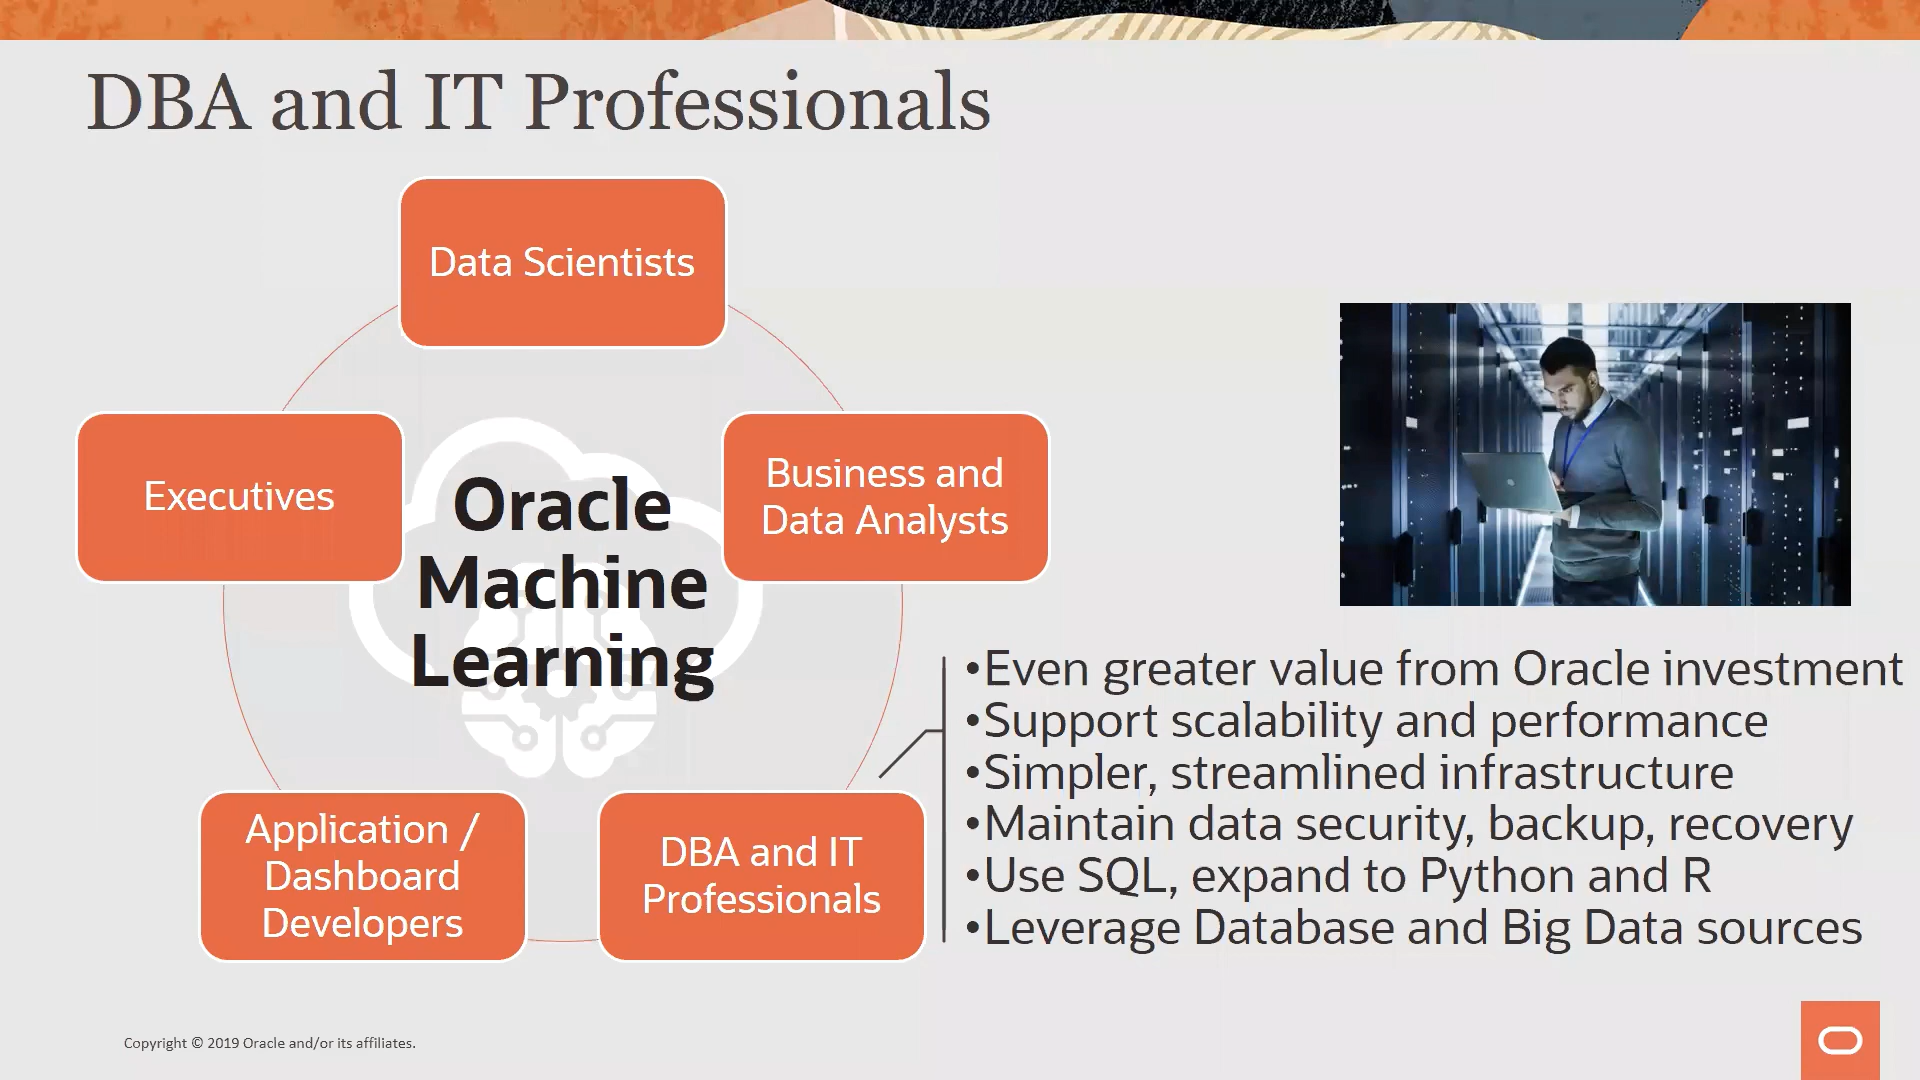 DBA and IT Professionals
Data Scientists
Executives
Business and
Data Analysts
Oracle
Machine
Learning
Application /
Dashboard
Developers
DBA and IT
Professionals
•Even greater value from Oracle investment
•Support scalability and performance
•Simpler, streamlined infrastructure
•Maintain data security, backup, recovery
•Use SQL, expand to Python and R
•Leverage Database and Big Data sources
Copyright © 2019 Oracle and/or its affiliates.